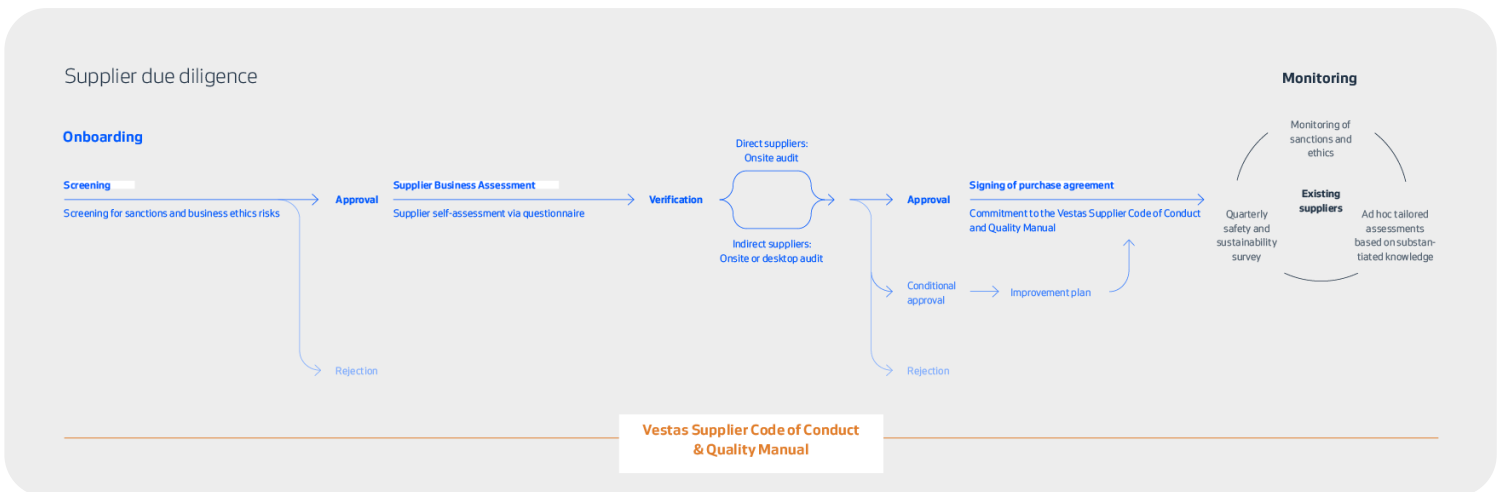 Supplier due diligence
Monitoring
Onboarding
Screening
Screening for sanctions and business ethics risks
Approval
Rejection
Supplier Business Assessment
Supplier self-assessment via questionnaire
Verification
Direct suppliers:
Onsite audit
Indirect suppliers:
Onsite or desktop audit
Approval
Conditional
approval
Improvement plan
Rejection
Signing of purchase agreement
Commitment to the Vestas Supplier Code of Conduct
and Quality Manual
Monitoring of
sanctions and
ethics
Existing
suppliers
Quarterly
safety and
sustainability
survey
Ad hoc tailored
assessments
based on substan-
tiated knowledge
Vestas Supplier Code of Conduct
& Quality Manual